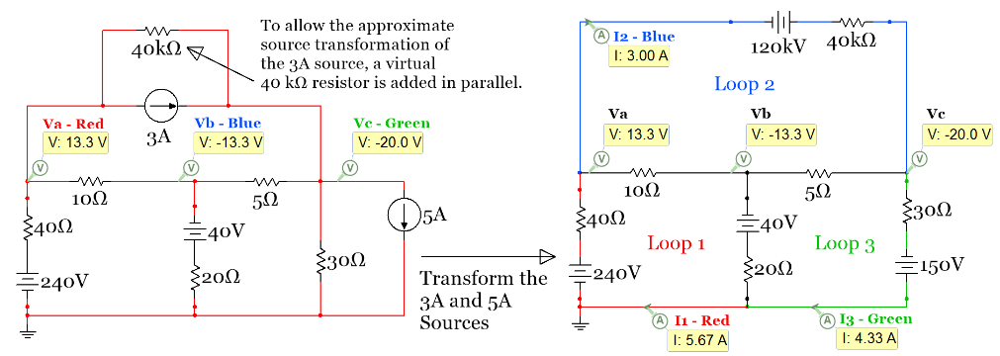 To allow the approximate
source transformation of
the 3A source, a virtual
40 kΩ resistor is added in parallel.
40kΩ
3A
Va - Red
V: 13.3 V
Vb - Blue
V: -13.3 V
Vc - Green
V: -20.0 V
V
V
V
10Ω
5Ω
40Ω
40V
5A
240V
20Ω
30Ω
Transform the
3A and 5A
Sources
A
I2 - Blue
I: 3.00 A
120kV
40kΩ
Loop 2
Va
V: 13.3 V
Vb
V: -13.3 V
Vc
V: -20.0 V
V
V
V
10Ω
5Ω
40Ω
40V
30Ω
Loop 1
Loop 3
240V
20Ω
150V
A
I1 - Red
I: 5.67 A
A
I3 - Green
I: 4.33 A